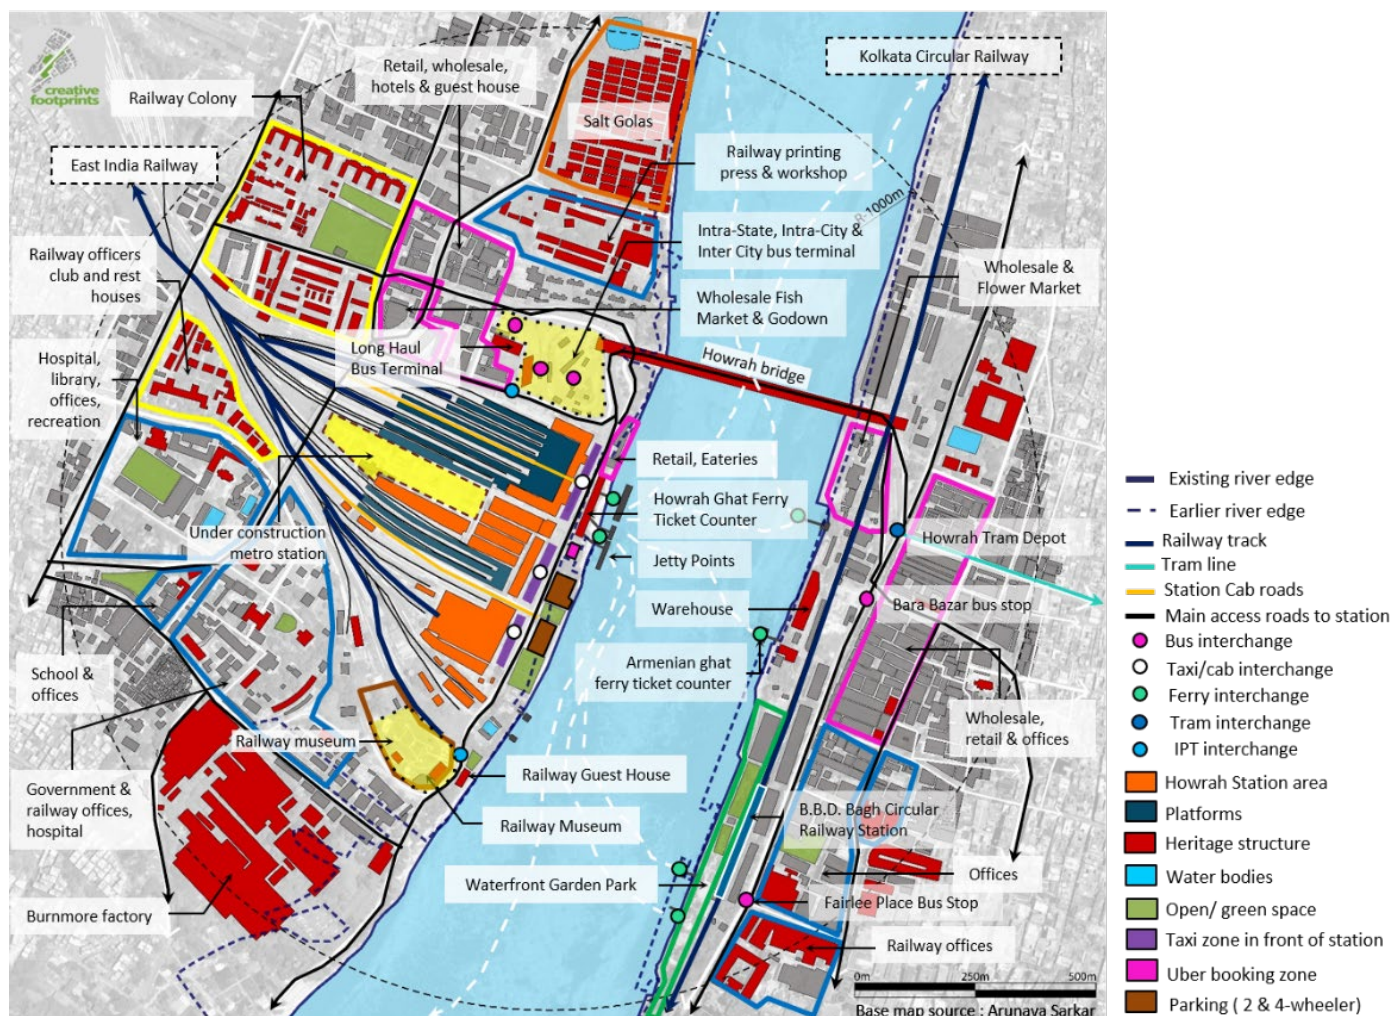 creative
footprints
Railway Colony
Retail, wholesale,
hotels & guest house
Kolkata Circular Railway
East India Railway
Salt Golas
Railway printing
press & workshop
R-1000m
Railway officers
club and rest
houses
Intra-State, Intra-City &
Inter City bus terminal
Wholesale &
Flower Market
Wholesale Fish
Market & Godown
Hospital,
library,
offices,
recreation
Long Haul
Bus Terminal
Howrah bridge
Retail, Eateries
Howrah Ghat Ferry
Ticket Counter
Under construction
metro station
Howrah Tram Depot
Jetty Points
Warehouse
Bara Bazar bus stop
School &
offices
Armenian ghat
ferry ticket counter
Wholesale,
retail & offices
Railway museum
Railway Guest House
Government &
railway offices,
hospital
Railway Museum
B.B.D. Bagh Circular
Railway Station
Waterfront Garden Park
Offices
Fairlee Place Bus Stop
Burnmore factory
Railway offices
0m 250m 500m
Base map source : Arunava Sarkar
Existing river edge
Earlier river edge
Railway track
Tram line
Station Cab roads
Main access roads to station
Bus interchange
Taxi/cab interchange
Ferry interchange
Tram interchange
IPT interchange
Howrah Station area
Platforms
Heritage structure
Water bodies
Open/ green space
Taxi zone in front of station
Uber booking zone
Parking ( 2 & 4-wheeler)